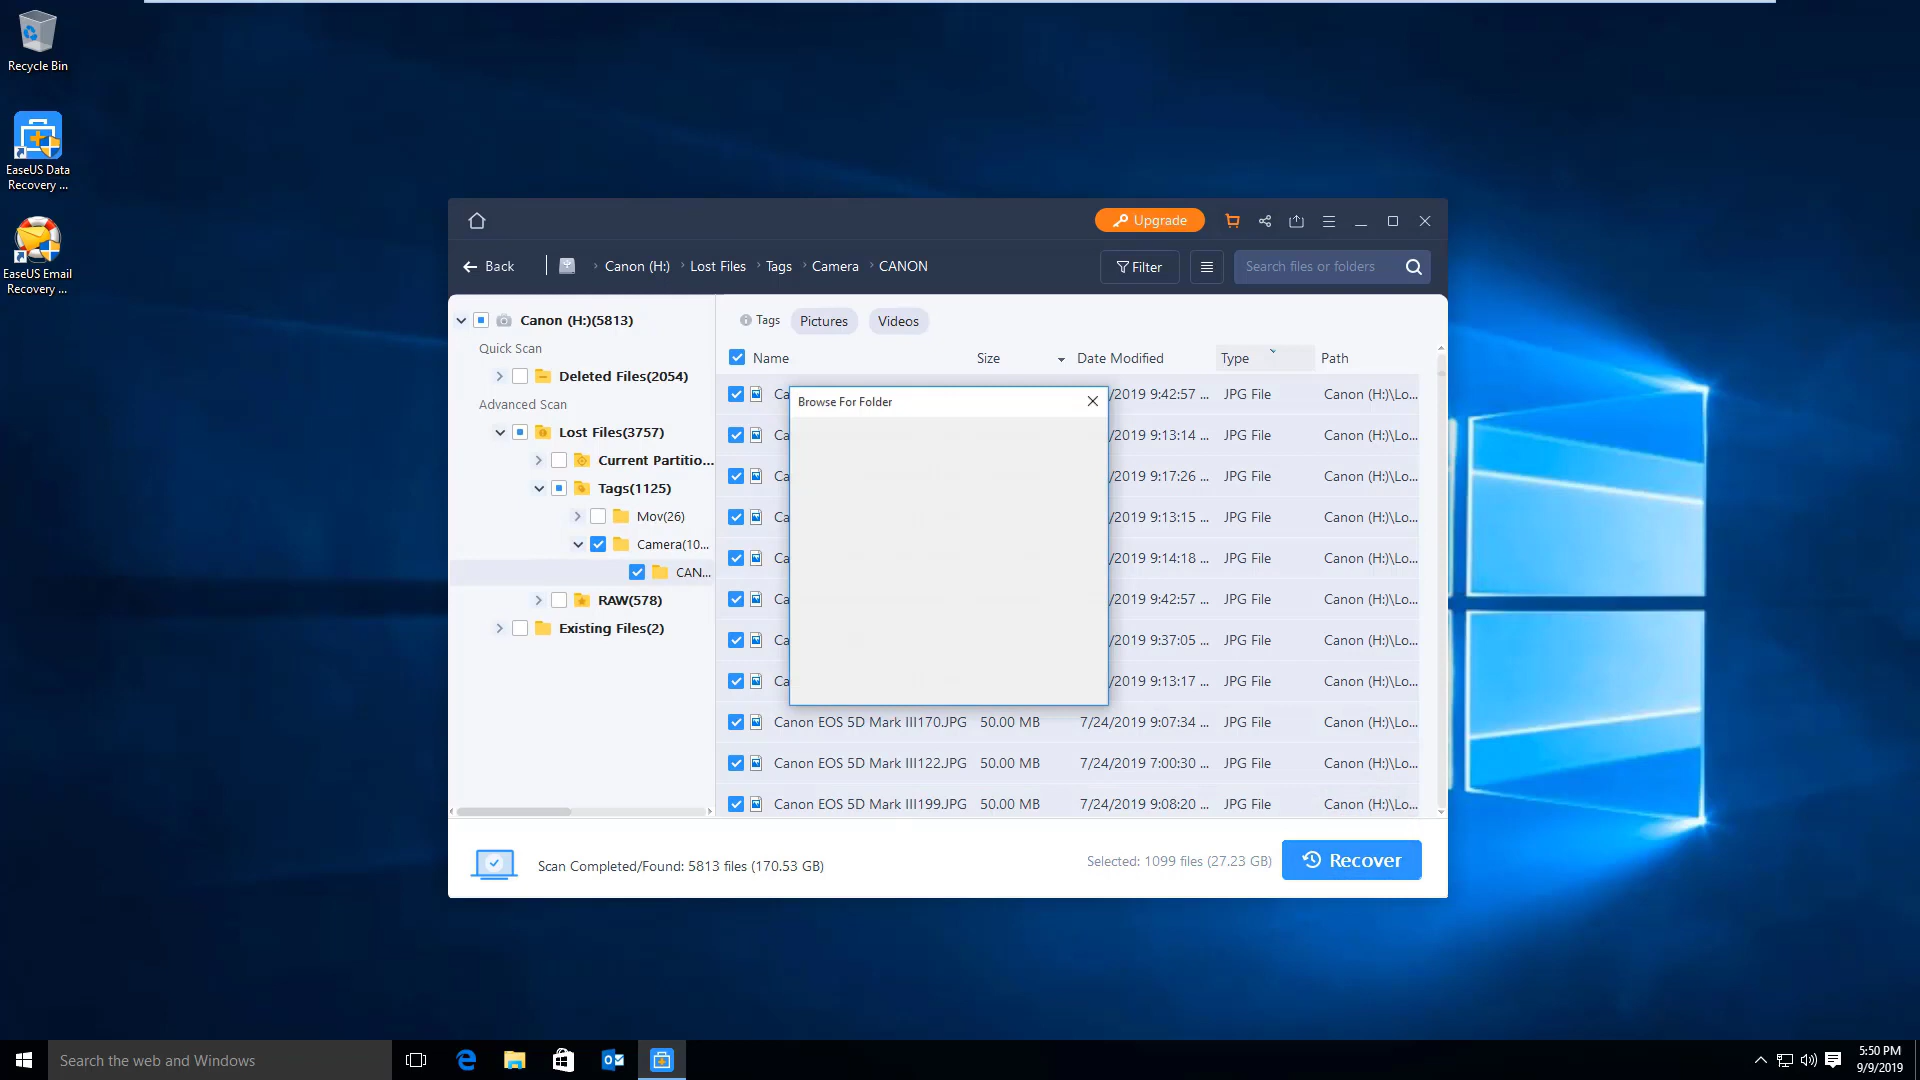 Recycle Bin
EaseUS Data
Recovery ...
EaseUS Email
Recovery ...
Upgrade
Back
Canon (H:) › Lost Files › Tags › Camera › CANON
Filter
Search files or folders
Canon (H:)(5813)
Quick Scan
Deleted Files(2054)
Advanced Scan
Lost Files(3757)
Current Partitio...
Tags(1125)
Mov(26)
Camera(10...
CAN...
RAW(578)
Existing Files(2)
Tags Pictures Videos
Name Size Date Modified Type Path
Ca /2019 9:42:57 ... JPG File Canon (H:)\Lo...
Ca /2019 9:13:14 ... JPG File Canon (H:)\Lo...
Ca /2019 9:17:26 ... JPG File Canon (H:)\Lo...
Ca /2019 9:13:15 ... JPG File Canon (H:)\Lo...
Ca /2019 9:14:18 ... JPG File Canon (H:)\Lo...
Ca /2019 9:42:57 ... JPG File Canon (H:)\Lo...
Ca /2019 9:37:05 ... JPG File Canon (H:)\Lo...
Ca /2019 9:13:17 ... JPG File Canon (H:)\Lo...
Canon EOS 5D Mark III170.JPG 50.00 MB 7/24/2019 9:07:34 ... JPG File Canon (H:)\Lo...
Canon EOS 5D Mark III122.JPG 50.00 MB 7/24/2019 7:00:30 ... JPG File Canon (H:)\Lo...
Canon EOS 5D Mark III199.JPG 50.00 MB 7/24/2019 9:08:20 ... JPG File Canon (H:)\Lo...
Browse For Folder
Scan Completed/Found: 5813 files (170.53 GB)
Selected: 1099 files (27.23 GB)
Recover
Search the web and Windows
5:50 PM
9/9/2019